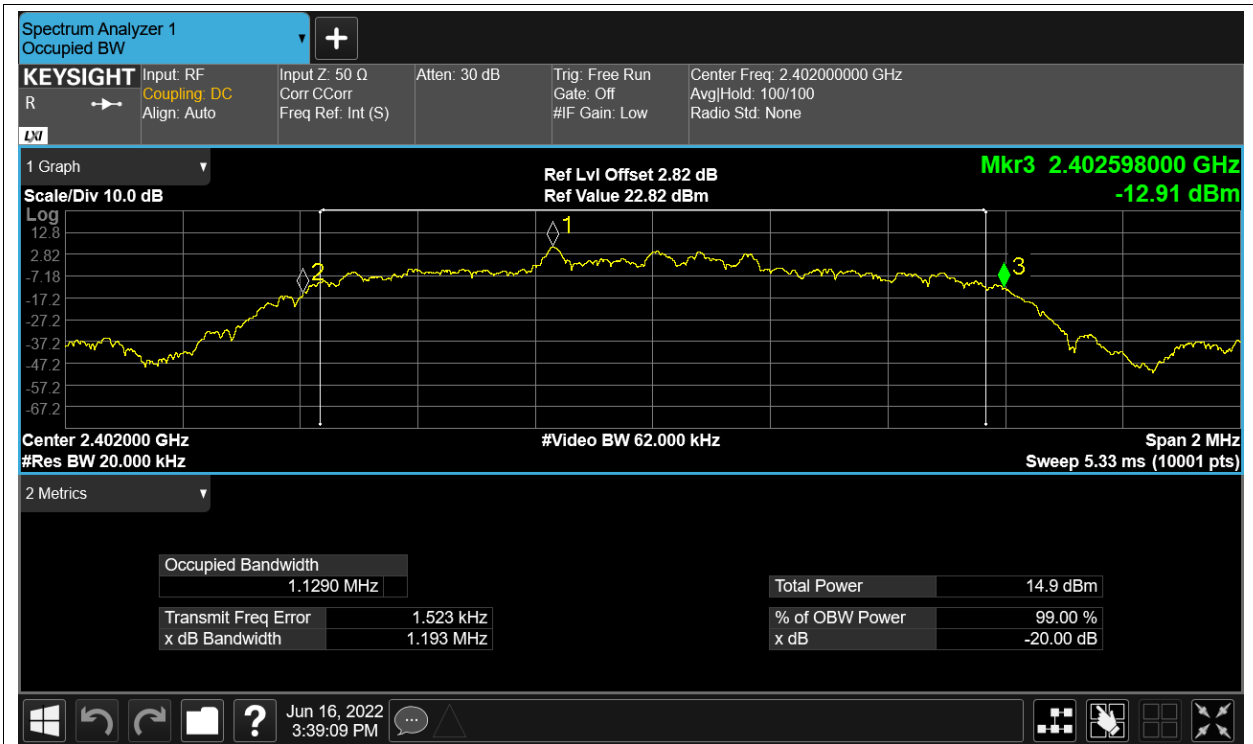 Spectrum Analyzer 1
Occupied BW
KEYSIGHT
R
LXI
Input: RF
Coupling: DC
Align: Auto
Input Z: 50 Ω
Corr CCorr
Freq Ref: Int (S)
Atten: 30 dB
Trig: Free Run
Gate: Off
#IF Gain: Low
Center Freq: 2.402000000 GHz
Avg|Hold: 100/100
Radio Std: None
1 Graph
Scale/Div 10.0 dB
Ref Lvl Offset 2.82 dB
Ref Value 22.82 dBm
Mkr3 2.402598000 GHz
-12.91 dBm
Log
12.8
2.82
-7.18
-17.2
-27.2
-37.2
-47.2
-57.2
-67.2
1
2
3
Center 2.402000 GHz
#Res BW 20.000 kHz
#Video BW 62.000 kHz
Span 2 MHz
Sweep 5.33 ms (10001 pts)
2 Metrics
Occupied Bandwidth
1.1290 MHz
Transmit Freq Error 1.523 kHz
x dB Bandwidth 1.193 MHz
Total Power 14.9 dBm
% of OBW Power 99.00 %
x dB -20.00 dB
?
Jun 16, 2022
3:39:09 PM